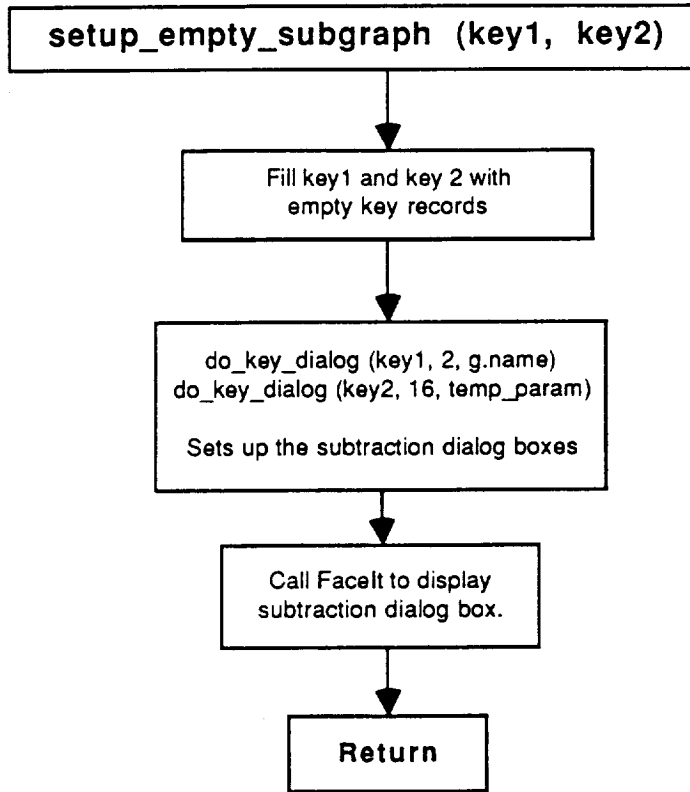 setup_empty_subgraph (key1, key2)
Fill key1 and key 2 with
empty key records
do_key_dialog (key1, 2, g.name)
do_key_dialog (key2, 16, temp_param)
Sets up the subtraction dialog boxes
Call FaceIt to display
subtraction dialog box.
Return